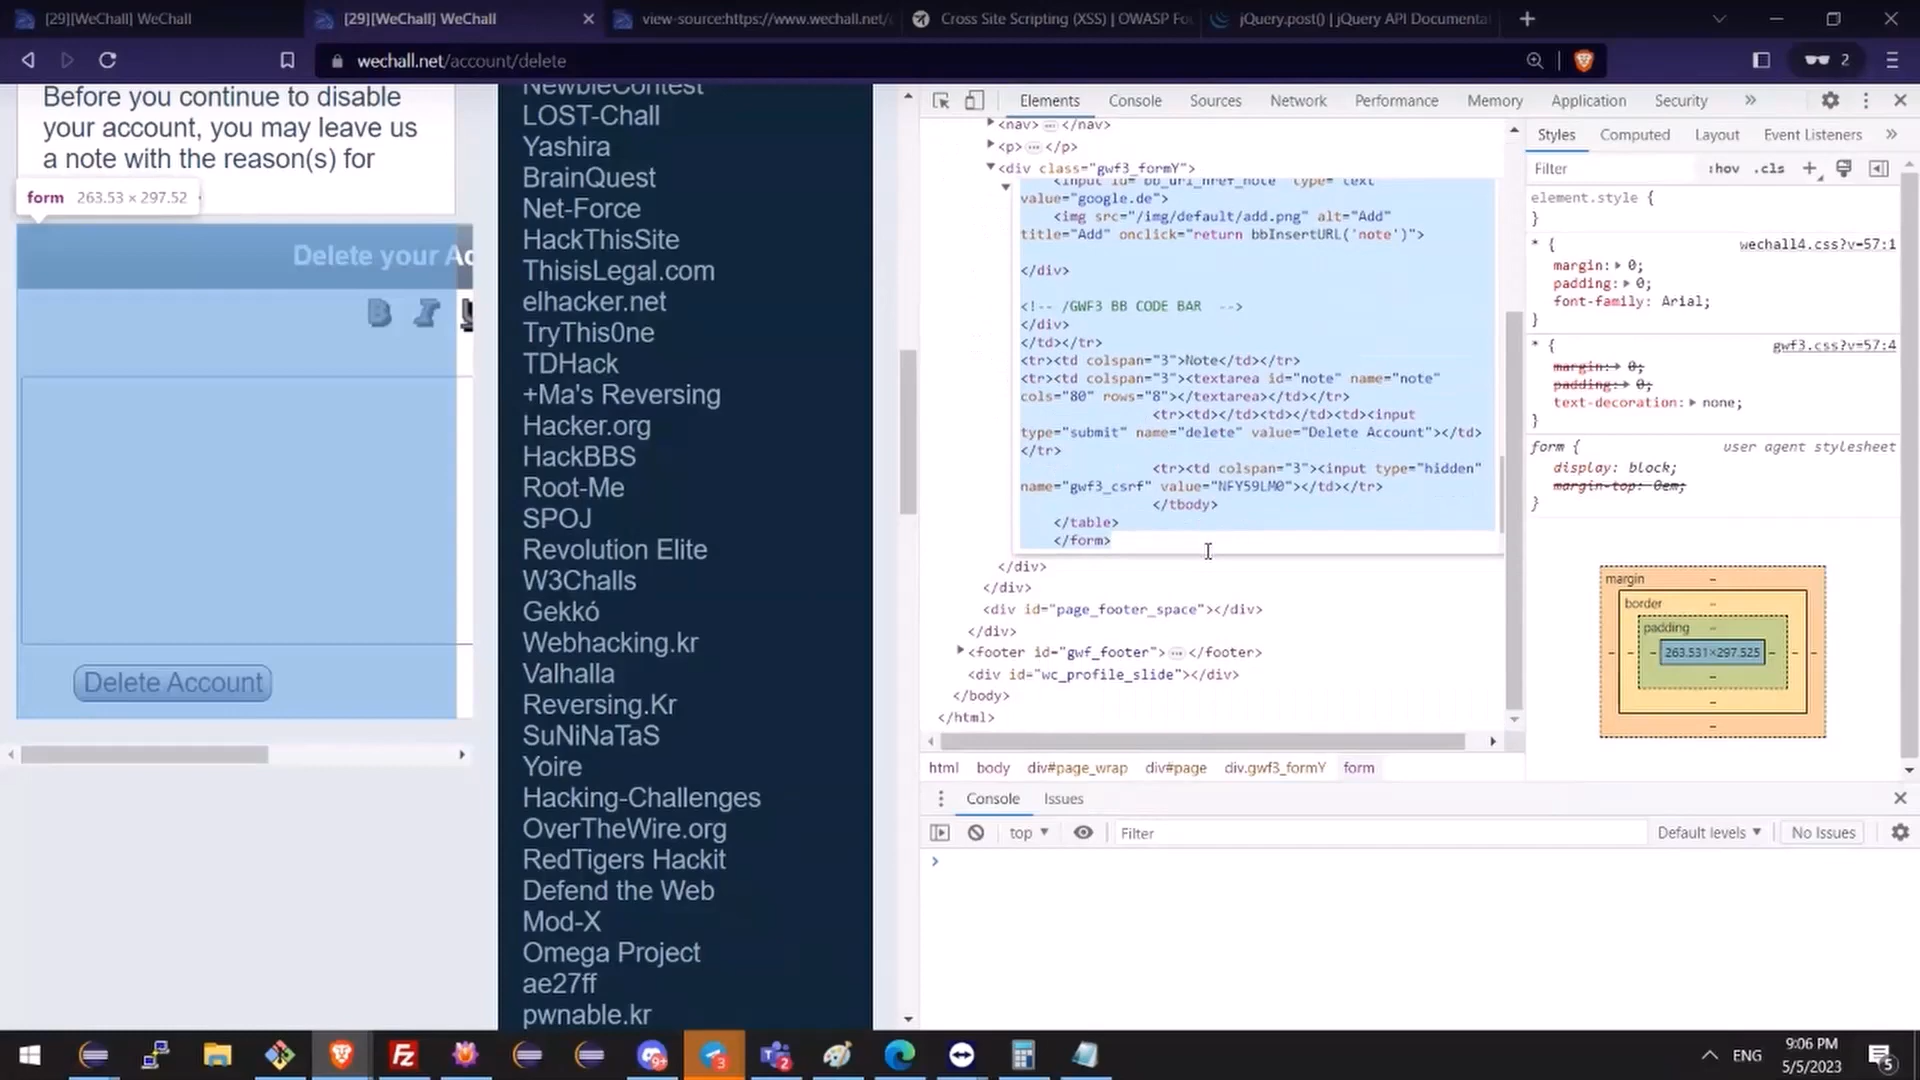 [29][WeChall] WeChall
[29][WeChall] WeChall
view-source:https://www.wechall.net/
Cross Site Scripting (XSS) | OWASP Fo
jQuery.post() | jQuery API Documenta
wechall.net/account/delete
2
Before you continue to disable
your account, you may leave us
a note with the reason(s) for
form 263.53 × 297.52
Delete your Ac
B I U
Delete Account
NewbieContest
LOST-Chall
Yashira
BrainQuest
Net-Force
HackThisSite
ThisisLegal.com
elhacker.net
TryThis0ne
TDHack
+Ma's Reversing
Hacker.org
HackBBS
Root-Me
SPOJ
Revolution Elite
W3Challs
Gekkó
Webhacking.kr
Valhalla
Reversing.Kr
SuNiNaTaS
Yoire
Hacking-Challenges
OverTheWire.org
RedTigers Hackit
Defend the Web
Mod-X
Omega Project
ae27ff
pwnable.kr
Elements Console Sources Network Performance Memory Application Security
<nav> … </nav>
<p> … </p>
<div class="gwf3_formY">
<input id="bb_url_href_note" type="text"
value="google.de">
<img src="/img/default/add.png" alt="Add"
title="Add" onclick="return bbInsertURL('note')">
</div>
<!-- /GWF3 BB CODE BAR -->
</div>
</td></tr>
<tr><td colspan="3">Note</td></tr>
<tr><td colspan="3"><textarea id="note" name="note"
cols="80" rows="8"></textarea></td></tr>
<tr><td></td><td></td><td><input
type="submit" name="delete" value="Delete Account"></td>
</tr>
<tr><td colspan="3"><input type="hidden"
name="gwf3_csrf" value="NFY59LM0"></td></tr>
</tbody>
</table>
</form>
</div>
</div>
<div id="page_footer_space"></div>
</div>
<footer id="gwf_footer"> … </footer>
<div id="wc_profile_slide"></div>
</body>
</html>
html body div#page_wrap div#page div.gwf3_formY form
Styles Computed Layout Event Listeners
Filter :hov .cls
element.style {
}
* { wechall4.css?v=57:1
margin: 0;
padding: 0;
font-family: Arial;
}
* { gwf3.css?v=57:4
margin: 0;
padding: 0;
text-decoration: none;
}
form { user agent stylesheet
display: block;
margin-top: 0em;
}
margin –
border –
padding –
263.531×297.525
Console Issues
top Filter Default levels No Issues
9+
3
2
ENG
9:06 PM
5/5/2023
5